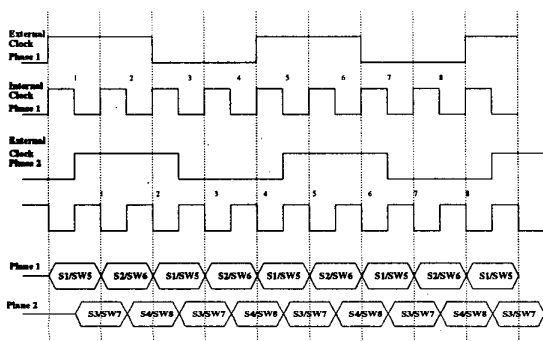 External
Clock
Phase 1
1 2 3 4 5 6 7 8
Internal
Clock
Phase 1
External
Clock
Phase 2
1 2 3 4 5 6 7 8
Plane 1
S1/SW5 S2/SW6 S1/SW5 S2/SW6 S1/SW5 S2/SW6 S1/SW5 S2/SW6 S1/SW5
Plane 2
S3/SW7 S4/SW8 S3/SW7 S4/SW8 S3/SW7 S4/SW8 S3/SW7 S4/SW8 S3/SW7